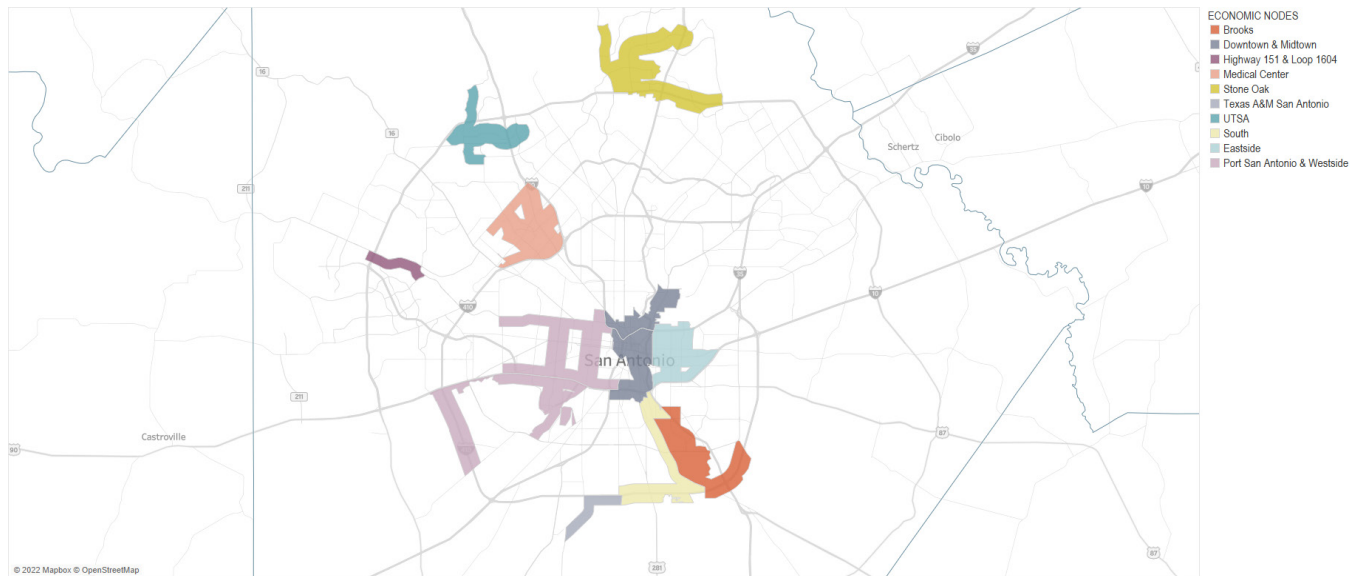 ECONOMIC NODES
Brooks
Downtown & Midtown
Highway 151 & Loop 1604
Medical Center
Stone Oak
Texas A&M San Antonio
UTSA
South
Eastside
Port San Antonio & Westside
35
16
Cibolo
Schertz
16
211
10
35
10
410
San Antonio
211
Castroville
87
90
87
281
© 2022 Mapbox © OpenStreetMap